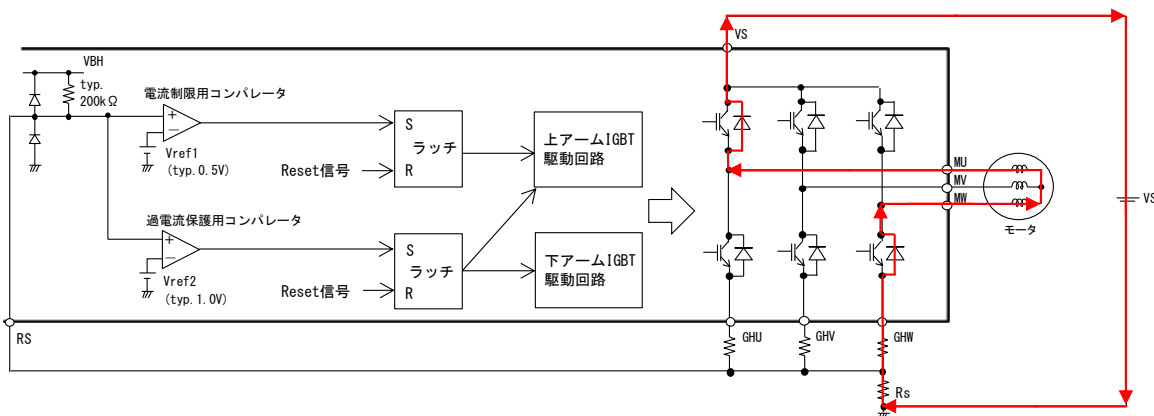 VS
VBH
typ.
200kΩ
電流制限用コンパレータ
+
−
Vref1
(typ.0.5V)
S
ラッチ
R
Reset信号
上アームIGBT
駆動回路
過電流保護用コンパレータ
+
−
Vref2
(typ.1.0V)
S
ラッチ
R
Reset信号
下アームIGBT
駆動回路
MU
MV
MW
モータ
VS
RS
GHU
GHV
GHW
Rs